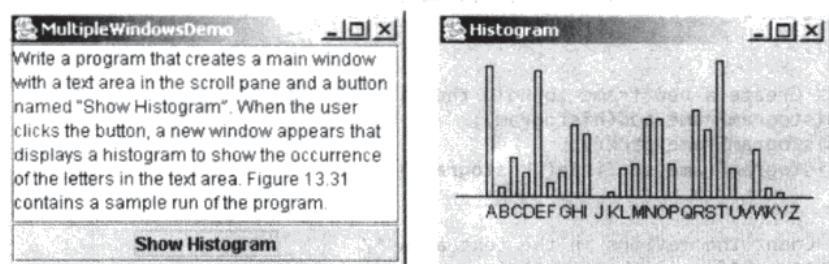 MultipleWindowsDemo
Write a program that creates a main window
with a text area in the scroll pane and a button
named "Show Histogram". When the user
clicks the button, a new window appears that
displays a histogram to show the occurrence
of the letters in the text area. Figure 13.31
contains a sample run of the program.
Show Histogram
Histogram
ABCDEFGHIJKLMNOPQRSTUVWXYZ